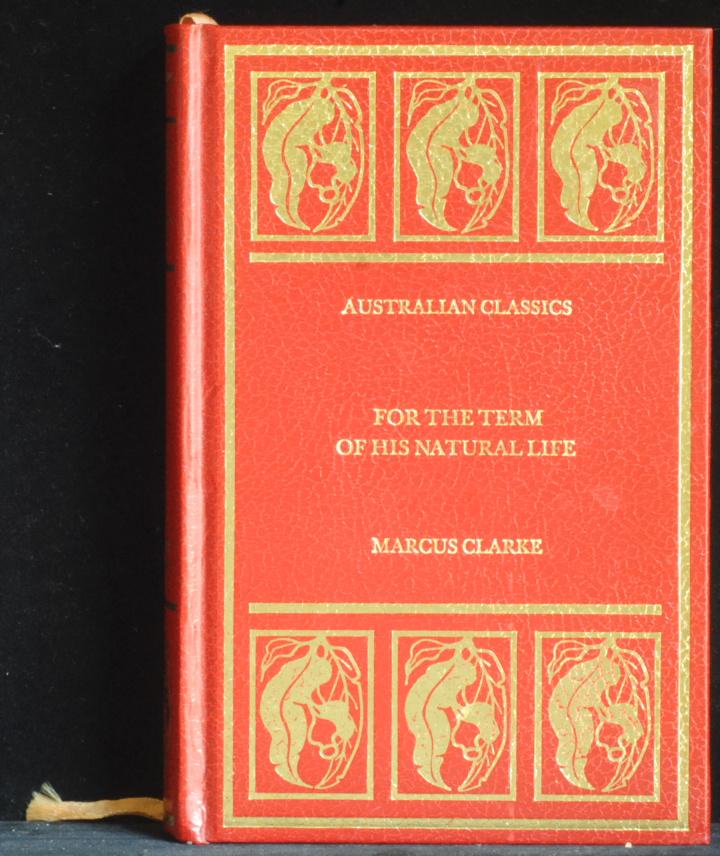 AUSTRALIAN CLASSICS
FOR THE TERM
OF HIS NATURAL LIFE
MARCUS CLARKE